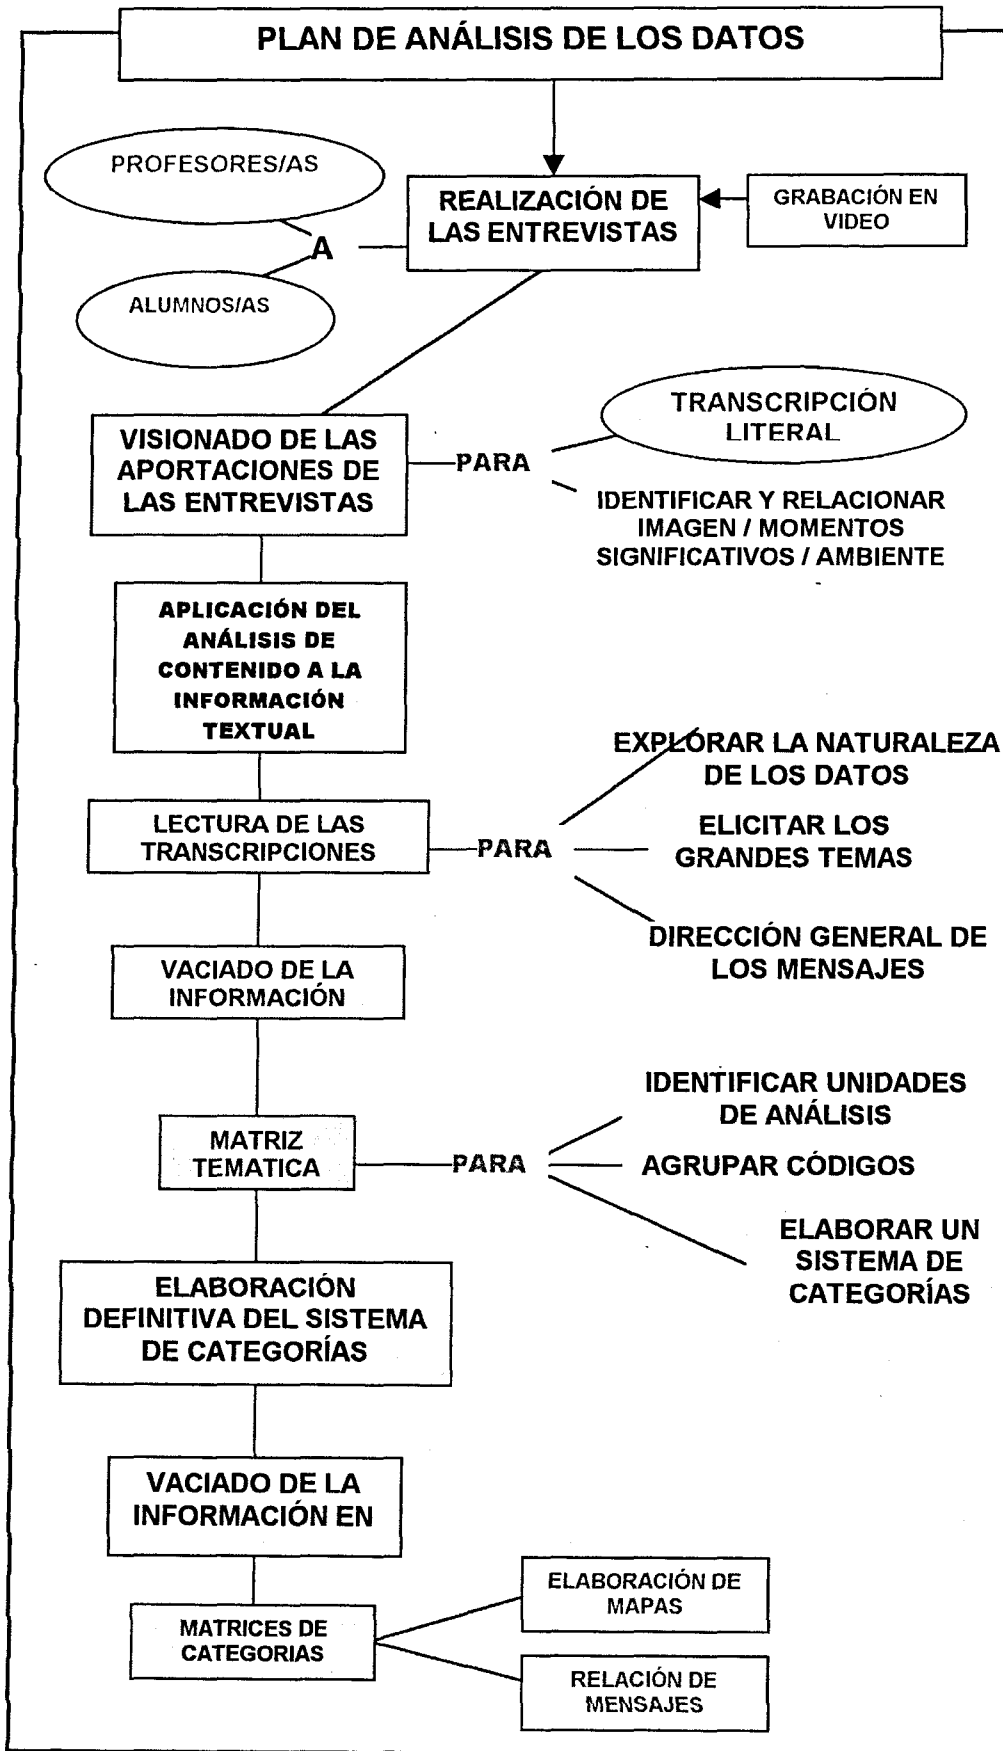 PLAN DE ANÁLISIS DE LOS DATOS
PROFESORES/AS
REALIZACIÓN DE
LAS ENTREVISTAS
GRABACIÓN EN
VIDEO
A
ALUMNOS/AS
VISIONADO DE LAS
APORTACIONES DE
LAS ENTREVISTAS
PARA
TRANSCRIPCIÓN
LITERAL
IDENTIFICAR Y RELACIONAR
IMAGEN / MOMENTOS
SIGNIFICATIVOS / AMBIENTE
APLICACIÓN DEL
ANÁLISIS DE
CONTENIDO A LA
INFORMACIÓN
TEXTUAL
LECTURA DE LAS
TRANSCRIPCIONES
PARA
EXPLORAR LA NATURALEZA
DE LOS DATOS
ELICITAR LOS
GRANDES TEMAS
DIRECCIÓN GENERAL DE
LOS MENSAJES
VACIADO DE LA
INFORMACIÓN
MATRIZ
TEMATICA
PARA
IDENTIFICAR UNIDADES
DE ANÁLISIS
AGRUPAR CÓDIGOS
ELABORAR UN
SISTEMA DE
CATEGORÍAS
ELABORACIÓN
DEFINITIVA DEL SISTEMA
DE CATEGORÍAS
VACIADO DE LA
INFORMACIÓN EN
MATRICES DE
CATEGORIAS
ELABORACIÓN DE
MAPAS
RELACIÓN DE
MENSAJES